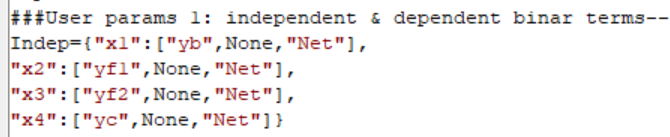 ###User params 1: independent & dependent binar terms--
Indep={"x1":["yb",None,"Net"],
"x2":["yf1",None,"Net"],
"x3":["yf2",None,"Net"],
"x4":["yc",None,"Net"]}